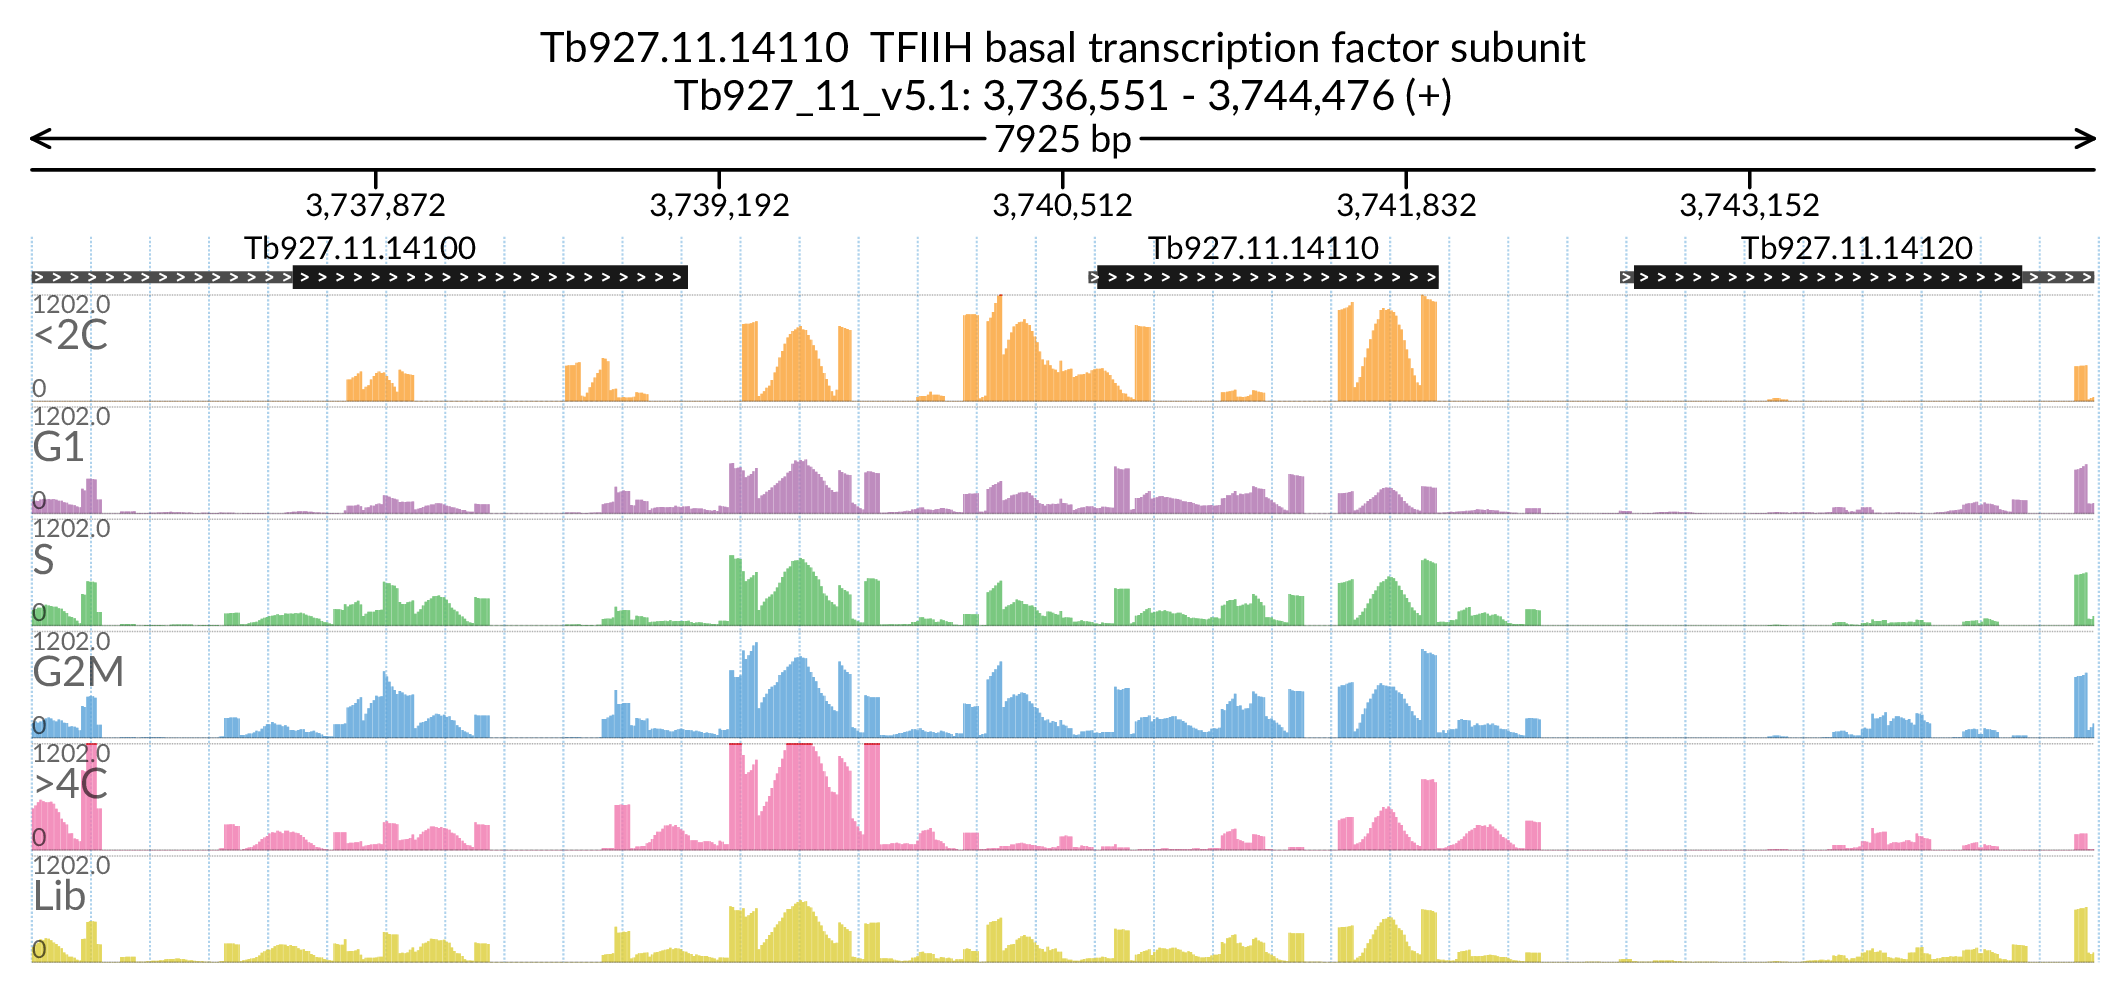 Tb927.11.14110  TFIIH basal transcription factor subunit
Tb927_11_v5.1: 3,736,551 - 3,744,476 (+)
7925 bp
3,737,872 3,739,192 3,740,512 3,741,832 3,743,152
Tb927.11.14100 Tb927.11.14110 Tb927.11.14120
1202.0
<2C
0
1202.0
G1
0
1202.0
S
0
1202.0
G2M
0
1202.0
>4C
0
1202.0
Lib
0